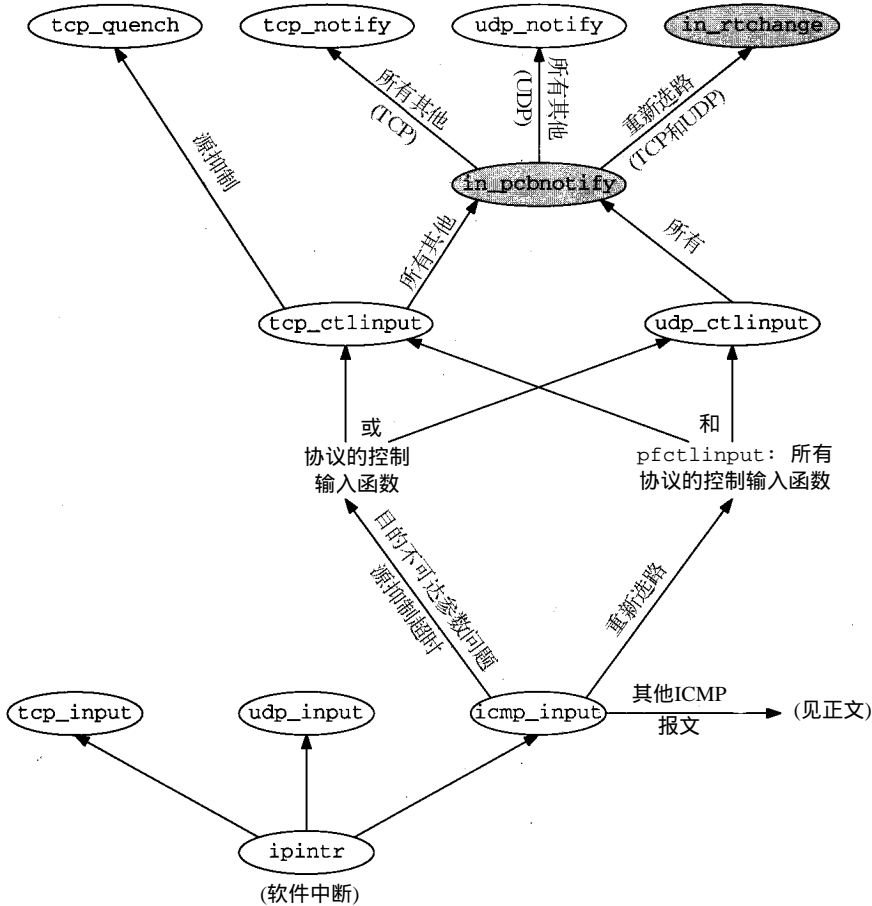 tcp_quench
tcp_notify
udp_notify
in_rtchange
所有其他
(TCP)
所有其他
(UDP)
重新选路
(TCP和UDP)
源抑制
in_pcbnotify
所有其他
所有
tcp_ctlinput
udp_ctlinput
或
协议的控制
输入函数
和
pfctlinput: 所有
协议的控制输入函数
目的不可达参数问题
源抑制超时
重新选路
tcp_input
udp_input
icmp_input
其他ICMP
报文
(见正文)
ipintr
(软件中断)